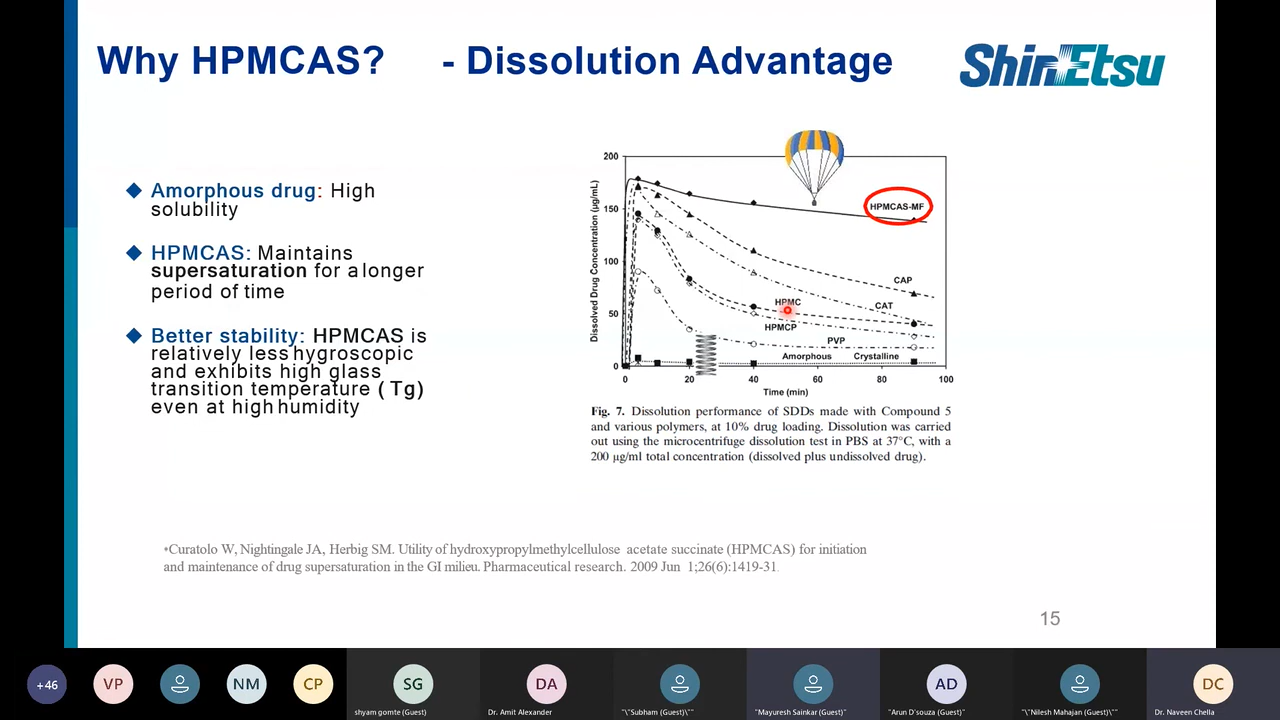 Why HPMCAS? - Dissolution Advantage
ShinEtsu
◆ Amorphous drug: High
solubility
◆ HPMCAS: Maintains
supersaturation for a longer
period of time
◆ Better stability: HPMCAS is
relatively less hygroscopic
and exhibits high glass
transition temperature ( Tg)
even at high humidity
Dissolved Drug Concentration (µg/mL)
200
150
100
50
0
HPMCAS-MF
CAP
CAT
HPMC
HPMCP
PVP
Amorphous Crystalline
0 20 40 60 80 100
Time (min)
Fig. 7. Dissolution performance of SDDs made with Compound 5
and various polymers, at 10% drug loading. Dissolution was carried
out using the microcentrifuge dissolution test in PBS at 37°C, with a
200 µg/ml total concentration (dissolved plus undissolved drug).
*Curatolo W, Nightingale JA, Herbig SM. Utility of hydroxypropylmethylcellulose acetate succinate (HPMCAS) for initiation
and maintenance of drug supersaturation in the GI milieu. Pharmaceutical research. 2009 Jun 1;26(6):1419-31.
15
+46
VP
NM
CP
SG
shyam gomte (Guest)
DA
Dr. Amit Alexander
"\"Subham (Guest)\""
"Mayuresh Sainkar (Guest)"
AD
"Arun D'souza (Guest)"
"\"Nilesh Mahajan (Guest)\"
DC
Dr. Naveen Chella